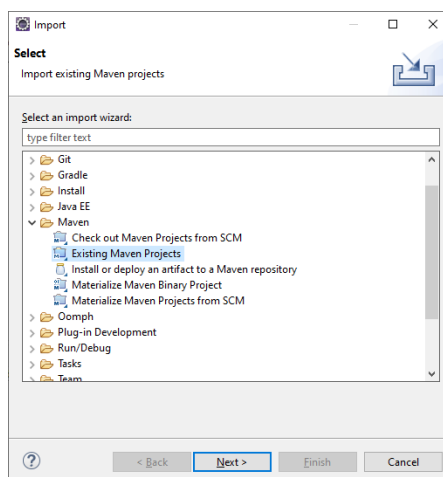 Import
Select
Import existing Maven projects
Select an import wizard:
type filter text
Git
Gradle
Install
Java EE
Maven
Check out Maven Projects from SCM
Existing Maven Projects
Install or deploy an artifact to a Maven repository
Materialize Maven Binary Project
Materialize Maven Projects from SCM
Oomph
Plug-in Development
Run/Debug
Tasks
Team
? < Back Next > Finish Cancel